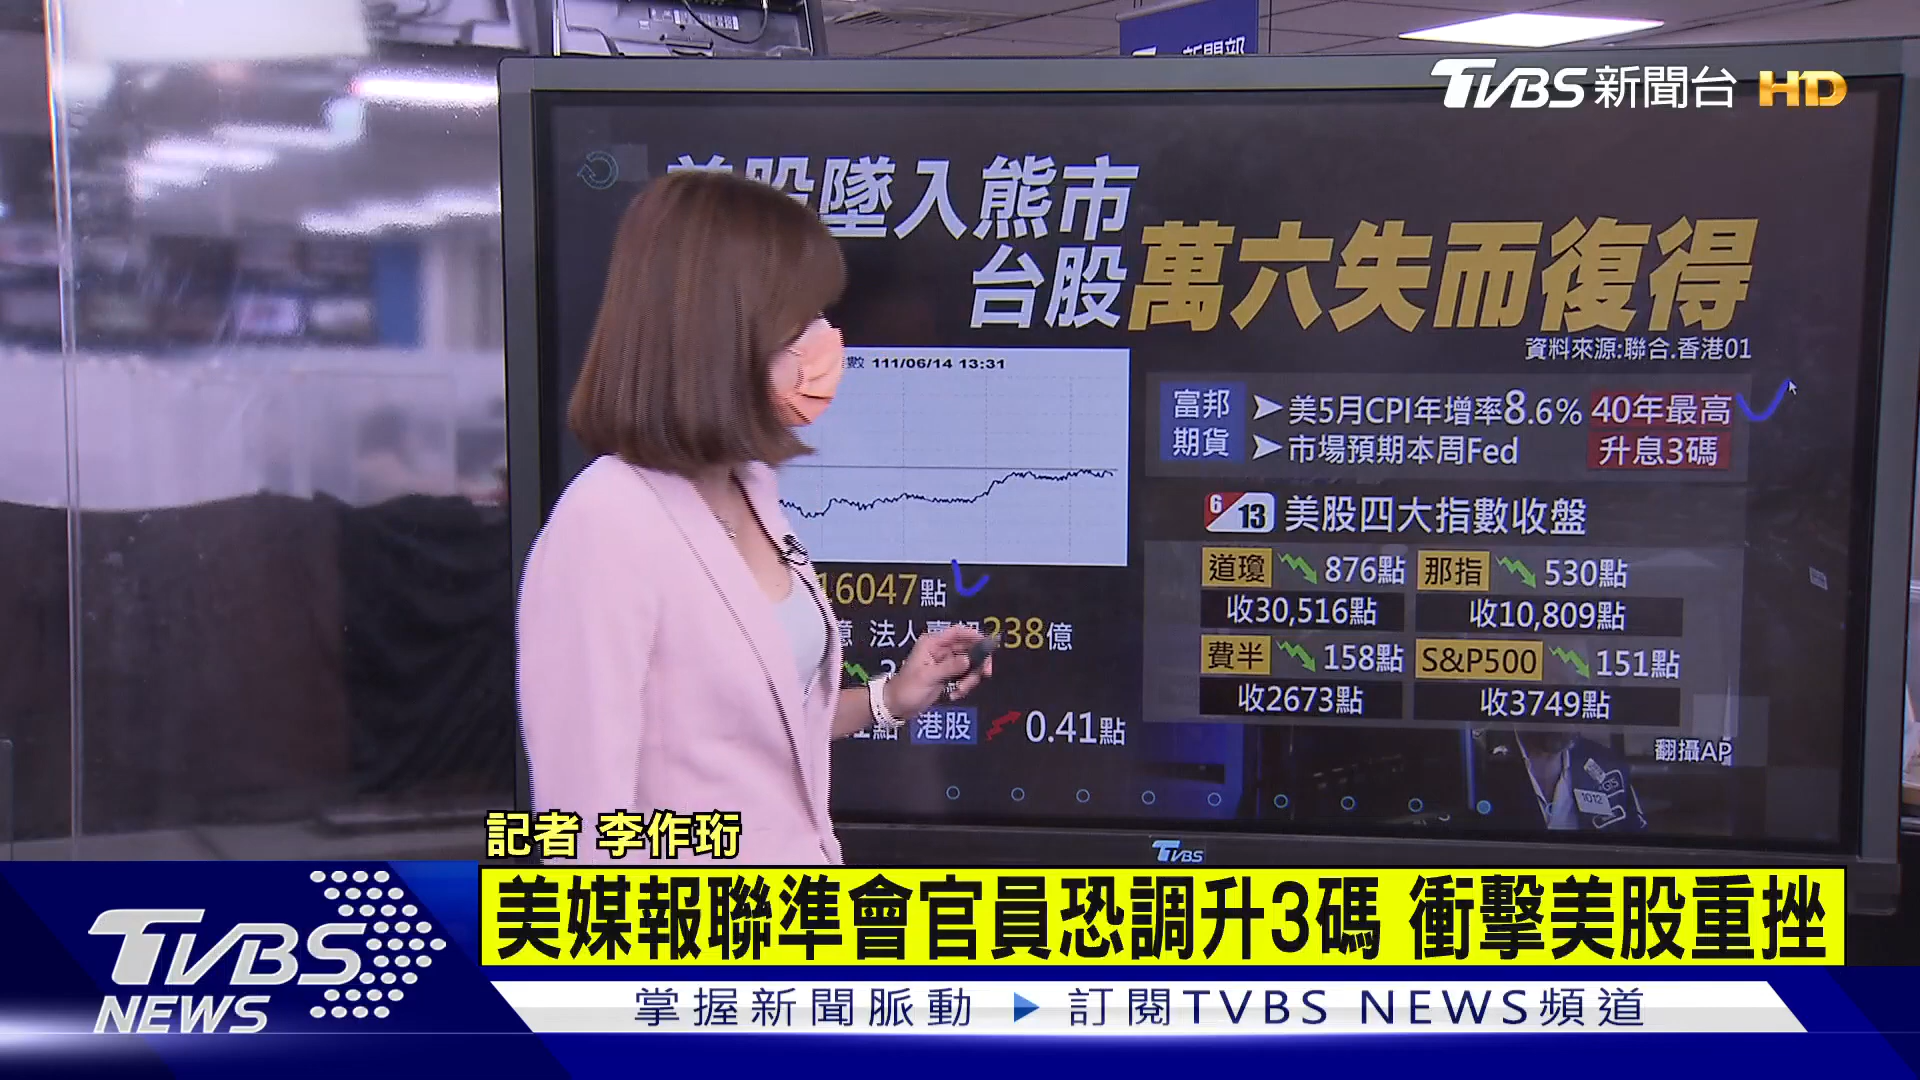 新聞部
TVBS新聞台 HD
美股墜入熊市
台股萬六失而復得
資料來源:聯合.香港01
數 111/06/14 13:31
富邦期貨
美5月CPI年增率8.6% 40年最高
市場預期本周Fed 升息3碼
6/13 美股四大指數收盤
道瓊 876點 那指 530點
收30,516點 收10,809點
費半 158點 S&P500 151點
收2673點 收3749點
翻攝AP
16047點
億 法人賣超238億
點 港股 0.41點
1012
TVBS
記者 李作珩
美媒報聯準會官員恐調升3碼 衝擊美股重挫
TVBS NEWS
掌握新聞脈動 ▶ 訂閱TVBS NEWS頻道